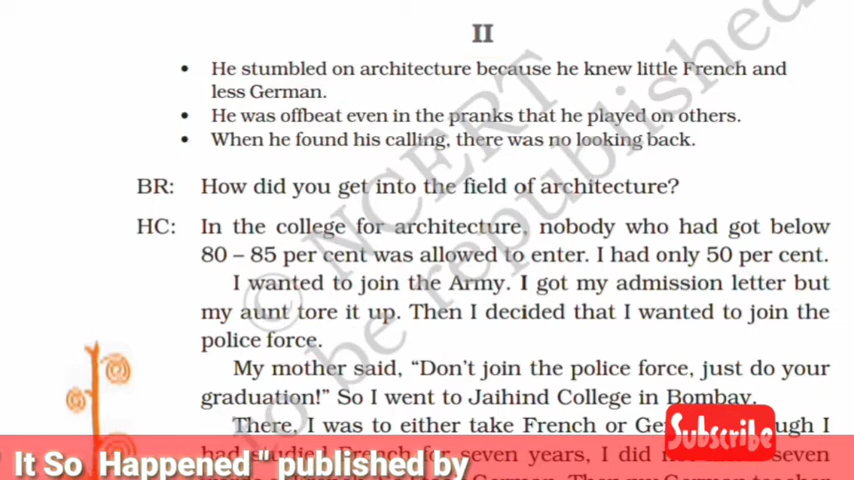 II
• He stumbled on architecture because he knew little French and
less German.
• He was offbeat even in the pranks that he played on others.
• When he found his calling, there was no looking back.
BR: How did you get into the field of architecture?
HC: In the college for architecture, nobody who had got below
80 – 85 per cent was allowed to enter. I had only 50 per cent.
I wanted to join the Army. I got my admission letter but
my aunt tore it up. Then I decided that I wanted to join the
police force.
My mother said, “Don’t join the police force, just do your
graduation!” So I went to Jaihind College in Bombay.
There, I was to either take French or I
Subscribe
had studied French for seven years, I did seven
It So Happened “ published by
© NCERT
to be republished